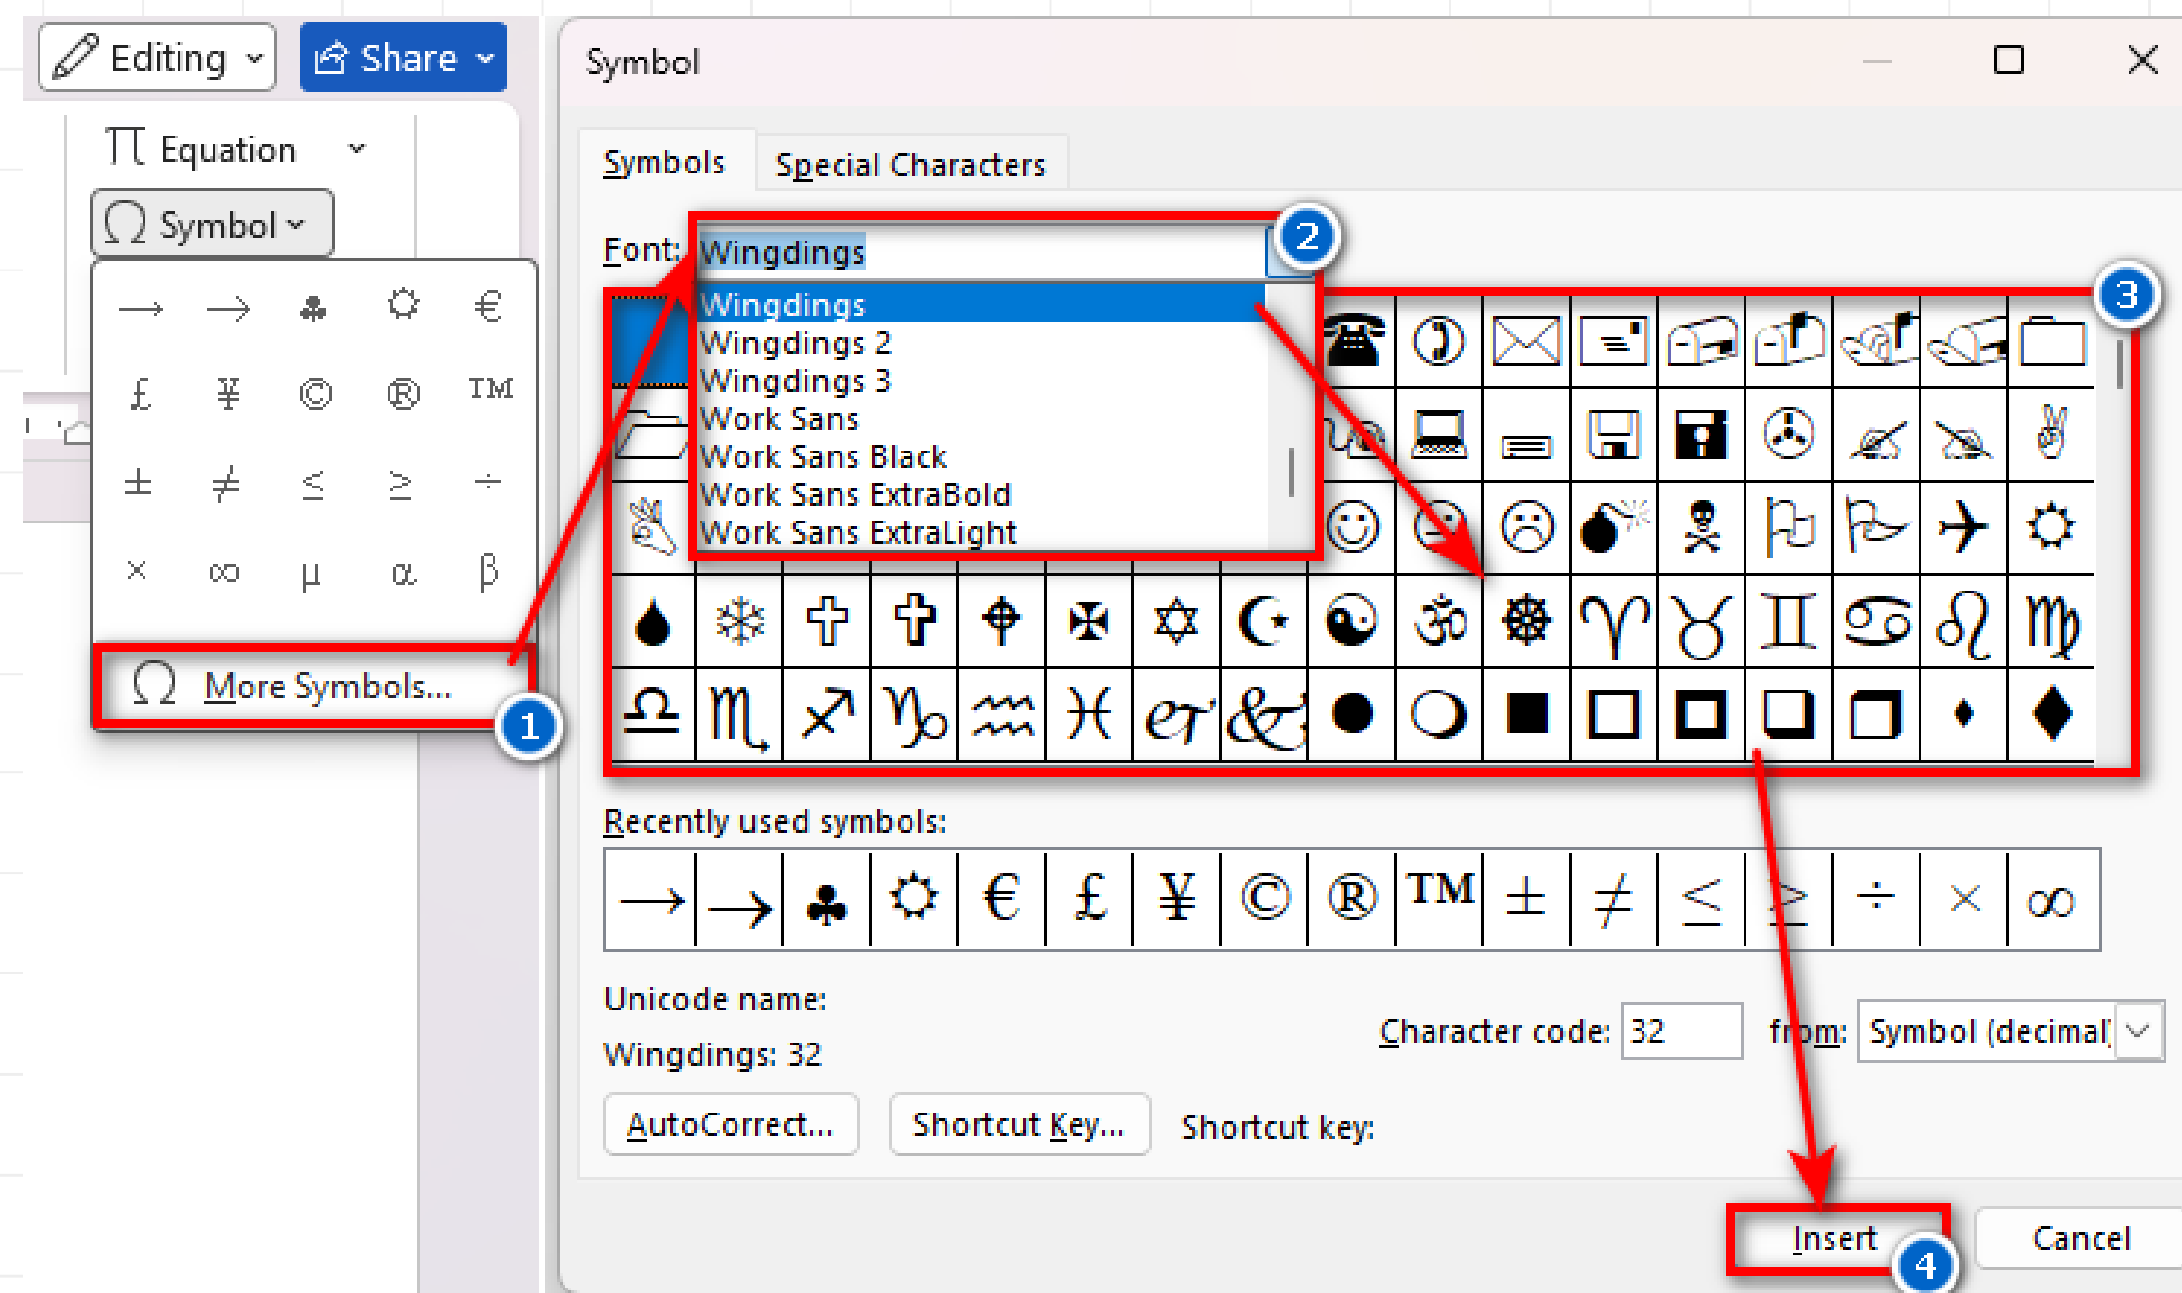 Editing
Share
Equation
Symbol
→ → ♣ ☼ €
£ ¥ © ® ™
± ≠ ≤ ≥ ÷
× ∞ µ α β
More Symbols...
1
Symbol
Symbols
Special Characters
Font: Wingdings
2
Wingdings
Wingdings 2
Wingdings 3
Work Sans
Work Sans Black
Work Sans ExtraBold
Work Sans ExtraLight
3
Recently used symbols:
→ → ♣ ☼ € £ ¥ © ® ™ ± ≠ ≤ ≥ ÷ × ∞
Unicode name:
Wingdings: 32
Character code: 32 from: Symbol (decimal)
AutoCorrect... Shortcut Key... Shortcut key:
Insert Cancel
4